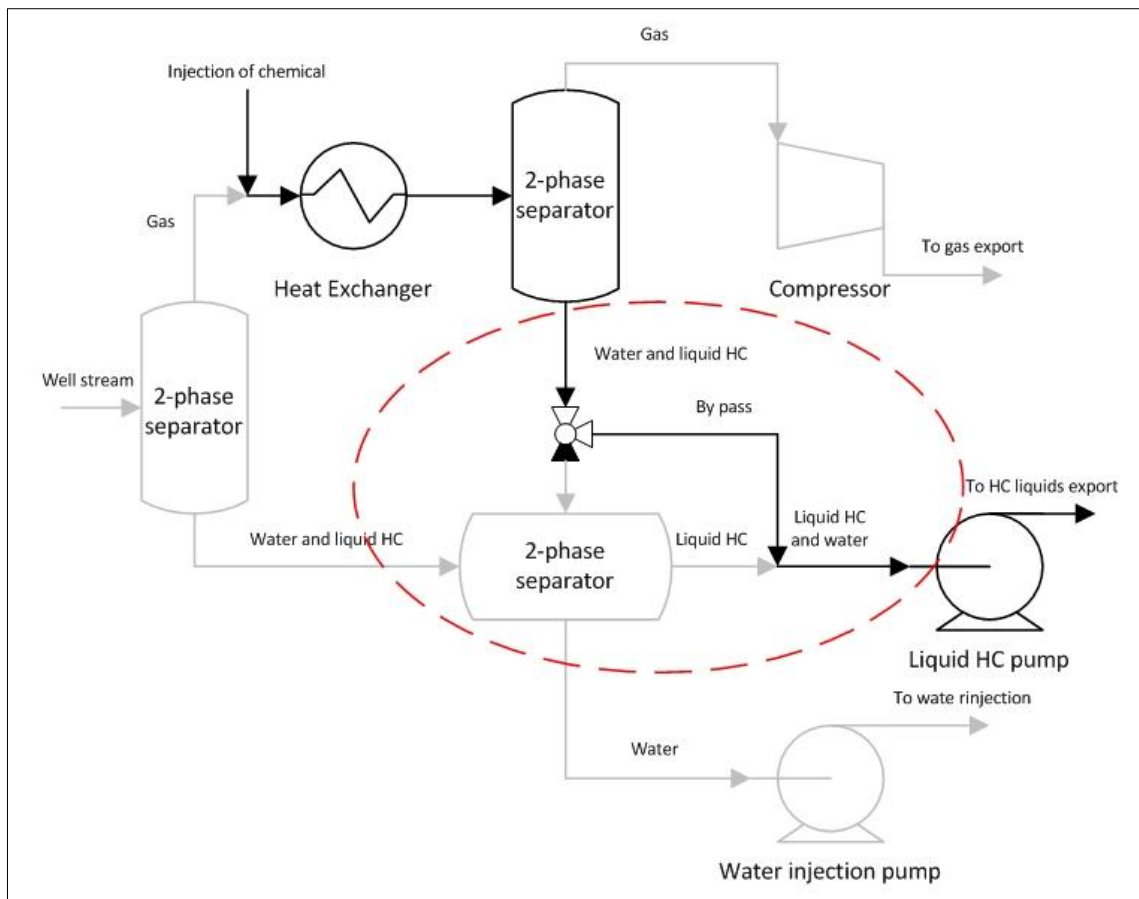 Gas
Injection of chemical
2-phase
separator
Gas
To gas export
Heat Exchanger
Compressor
Water and liquid HC
Well stream
2-phase
separator
By pass
To HC liquids export
Water and liquid HC
2-phase
separator
Liquid HC
Liquid HC
and water
Liquid HC pump
To wate rinjection
Water
Water injection pump